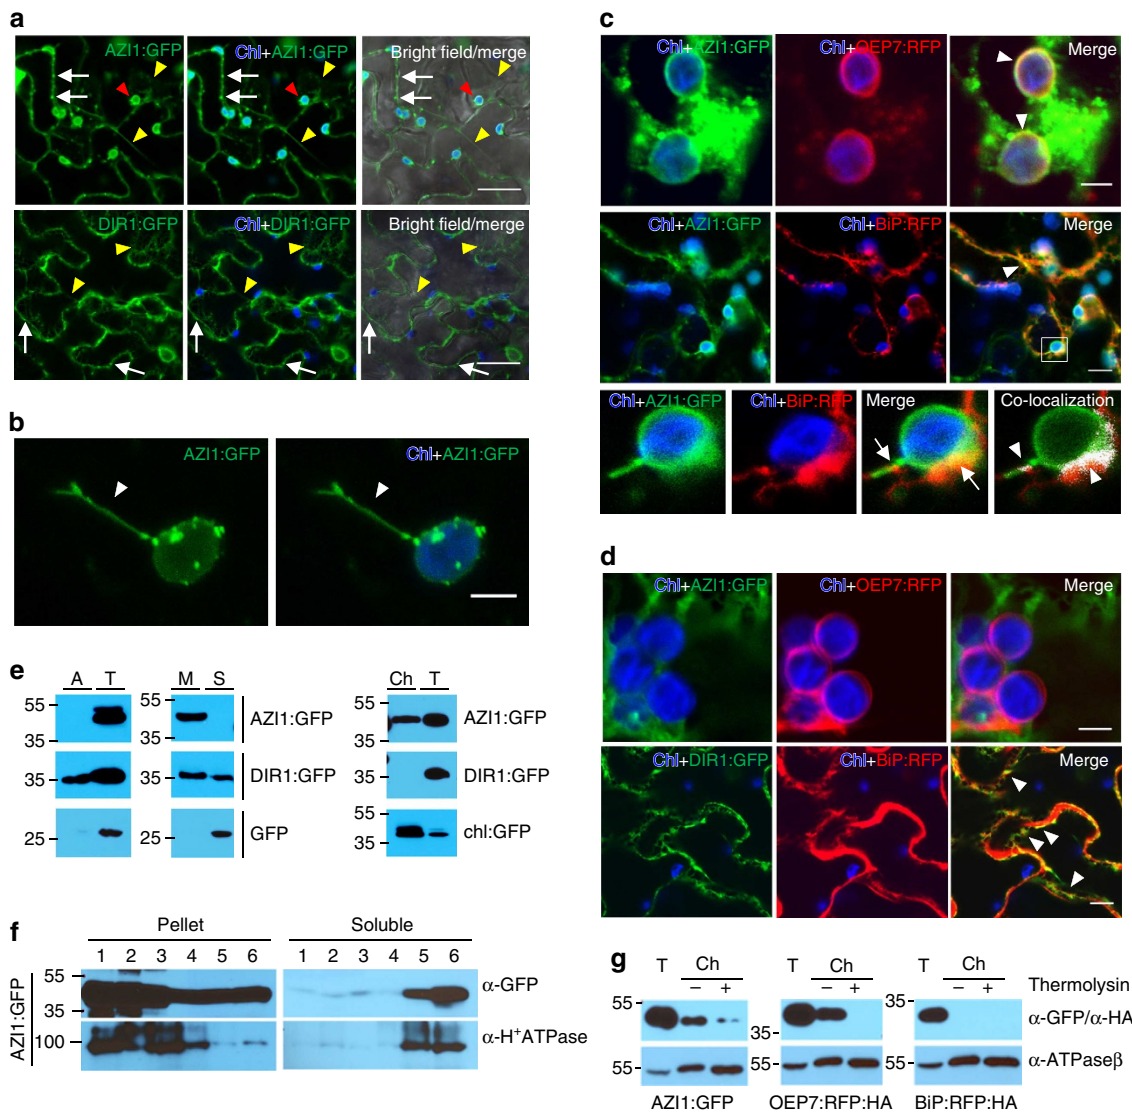 a
AZI1:GFP
Chl+AZI1:GFP
Bright field/merge
DIR1:GFP
Chl+DIR1:GFP
Bright field/merge
b
AZI1:GFP
Chl+AZI1:GFP
c
Chl+AZI1:GFP
Chl+OEP7:RFP
Merge
Chl+AZI1:GFP
Chl+BiP:RFP
Merge
Chl+AZI1:GFP
Chl+BiP:RFP
Merge
Co-localization
d
Chl+AZI1:GFP
Chl+OEP7:RFP
Merge
Chl+DIR1:GFP
Chl+BiP:RFP
Merge
e
A T M S
55
35
55
35
AZI1:GFP
35
35
DIR1:GFP
25
25
GFP
Ch T
55
35
AZI1:GFP
35
DIR1:GFP
55
35
chl:GFP
f
Pellet Soluble
1 2 3 4 5 6 1 2 3 4 5 6
AZI1:GFP
55
35
α-GFP
100
α-H+ATPase
g
T Ch T Ch T Ch
− + − + − +
Thermolysin
55
35
35
α-GFP/α-HA
55
55
55
α-ATPaseβ
AZI1:GFP
OEP7:RFP:HA
BiP:RFP:HA